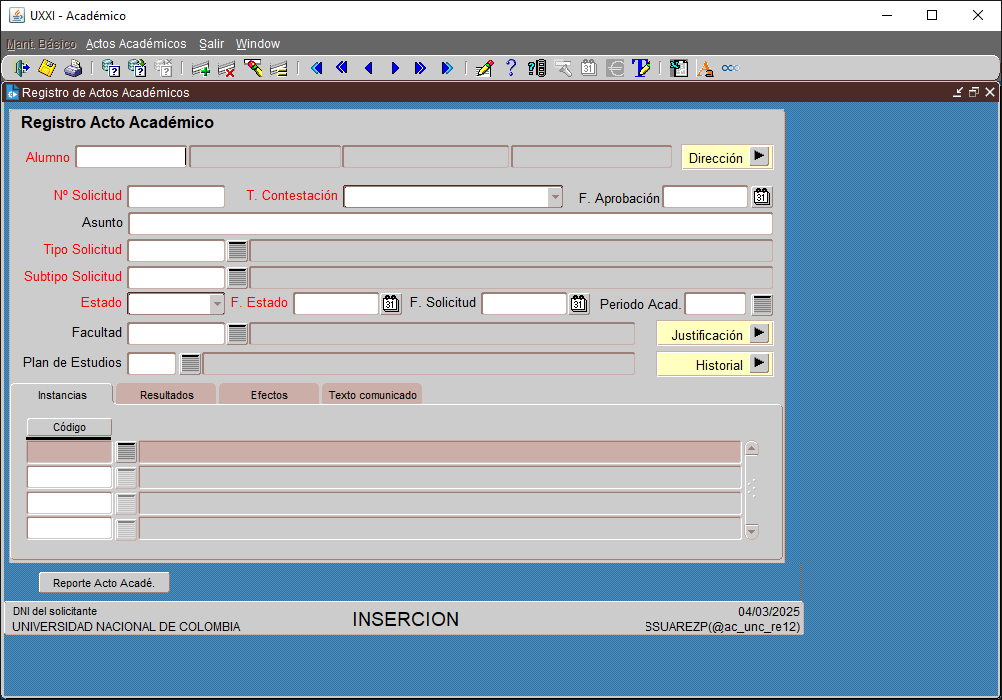 UXXI - Académico
Mant. Básico Actos Académicos Salir Window
Registro de Actos Académicos
Registro Acto Académico
Alumno Dirección
Nº Solicitud T. Contestación F. Aprobación 31
Asunto
Tipo Solicitud
Subtipo Solicitud
Estado F. Estado 31 F. Solicitud 31 Periodo Acad.
Facultad Justificación
Plan de Estudios Historial
Instancias Resultados Efectos Texto comunicado
Código
Reporte Acto Acadé.
DNI del solicitante 04/03/2025
UNIVERSIDAD NACIONAL DE COLOMBIA INSERCION SSUAREZP(@ac_unc_re12)